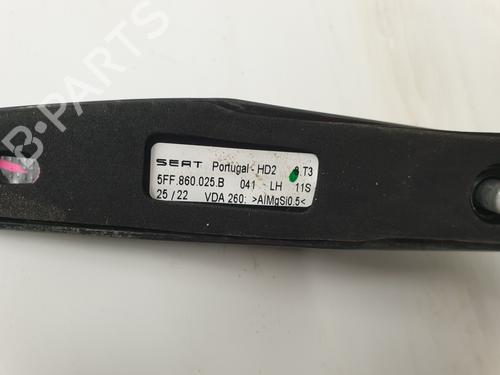 B-PARTS
SEAT Portugal - HD2 T3
5FF.860.025.B 041 - LH 11S
25 / 22 VDA 260: >AlMgSi0.5<